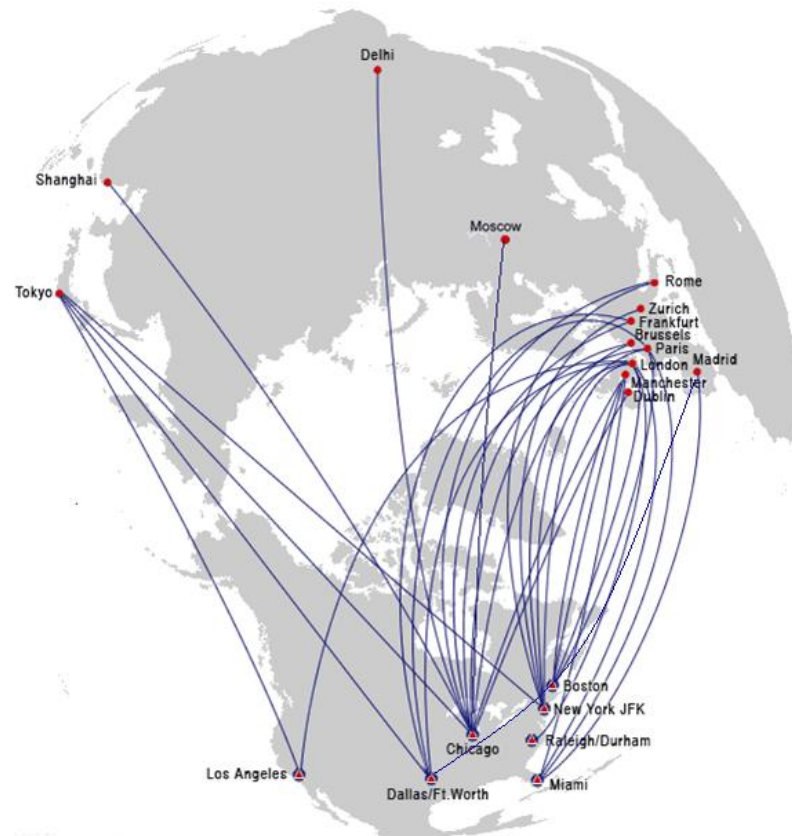 Delhi
Shanghai
Moscow
Tokyo
Rome
Zurich
Frankfurt
Brussels
Paris
London
Madrid
Manchester
Dublin
Boston
New York JFK
Chicago
Raleigh/Durham
Los Angeles
Dallas/Ft.Worth
Miami